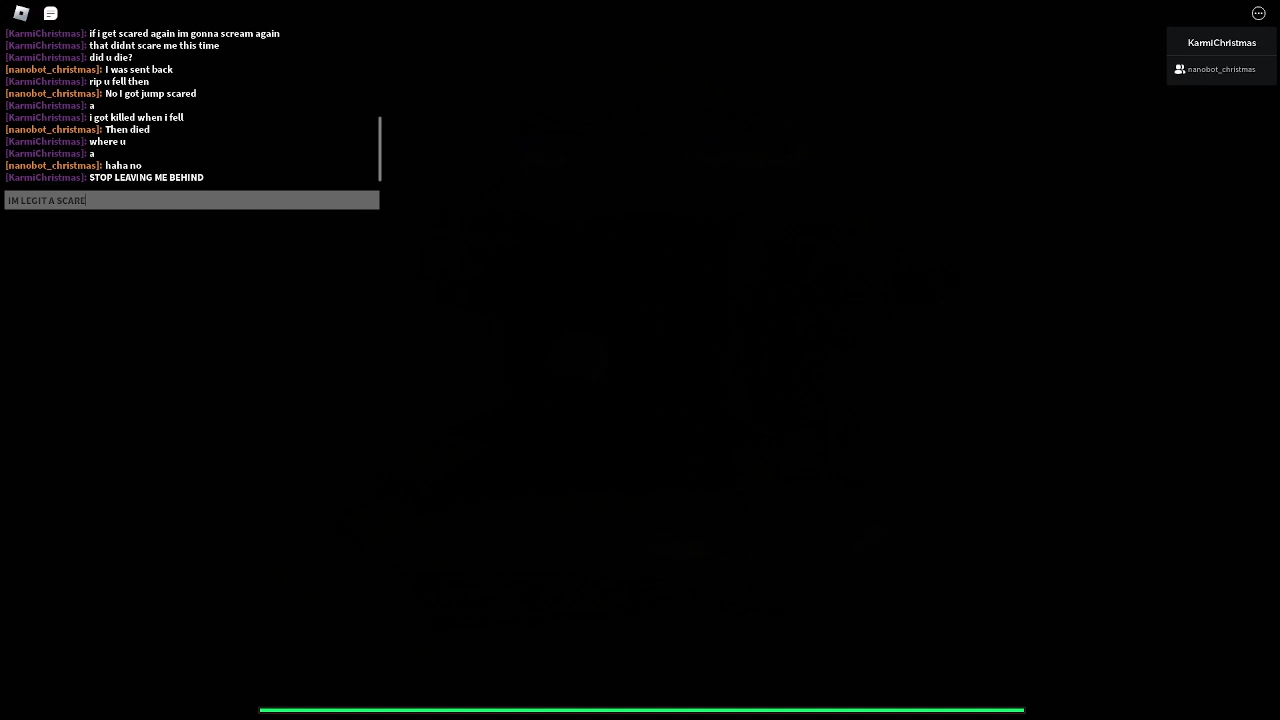 [KarmiChristmas]: if i get scared again im gonna scream again
[KarmiChristmas]: that didnt scare me this time
[KarmiChristmas]: did u die?
[nanobot_christmas]: I was sent back
[KarmiChristmas]: rip u fell then
[nanobot_christmas]: No I got jump scared
[KarmiChristmas]: a
[KarmiChristmas]: i got killed when i fell
[nanobot_christmas]: Then died
[KarmiChristmas]: where u
[KarmiChristmas]: a
[nanobot_christmas]: haha no
[KarmiChristmas]: STOP LEAVING ME BEHIND
IM LEGIT A SCARE
KarmiChristmas
nanobot_christmas